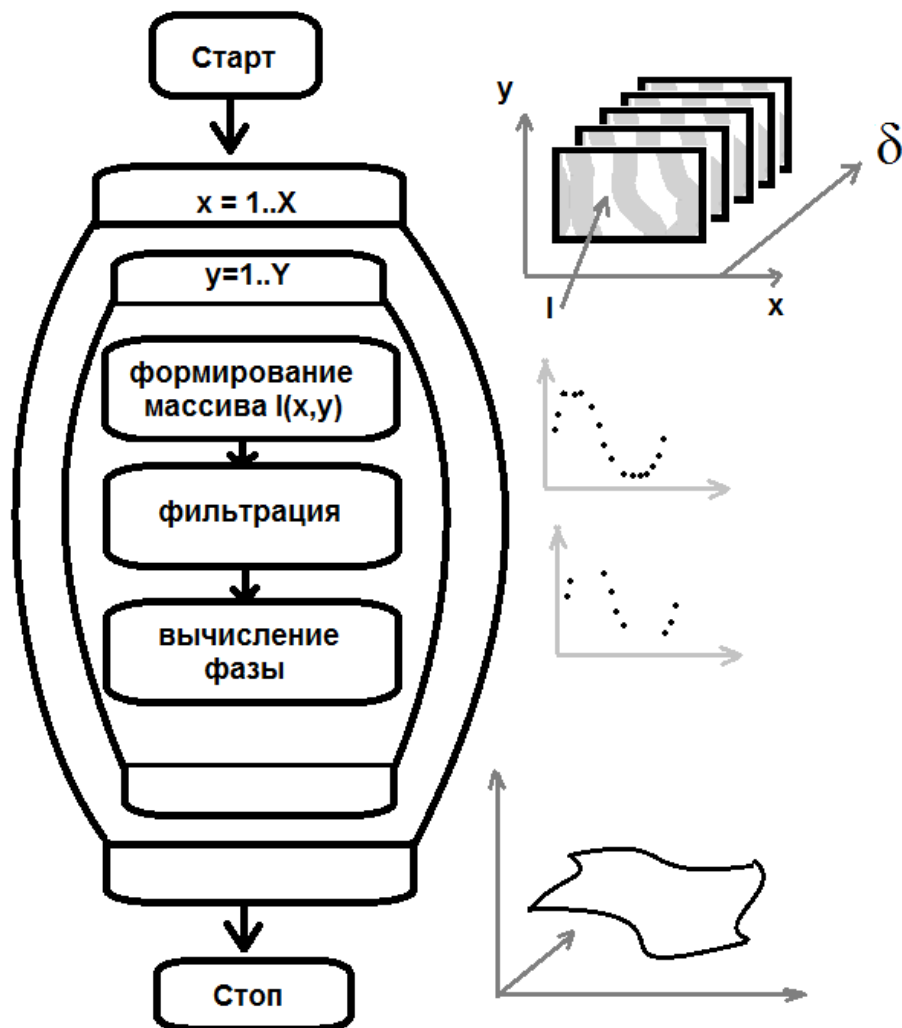 Старт
x = 1..X
y=1..Y
формирование
массива I(x,y)
фильтрация
вычисление
фазы
Стоп
y
δ
I
x